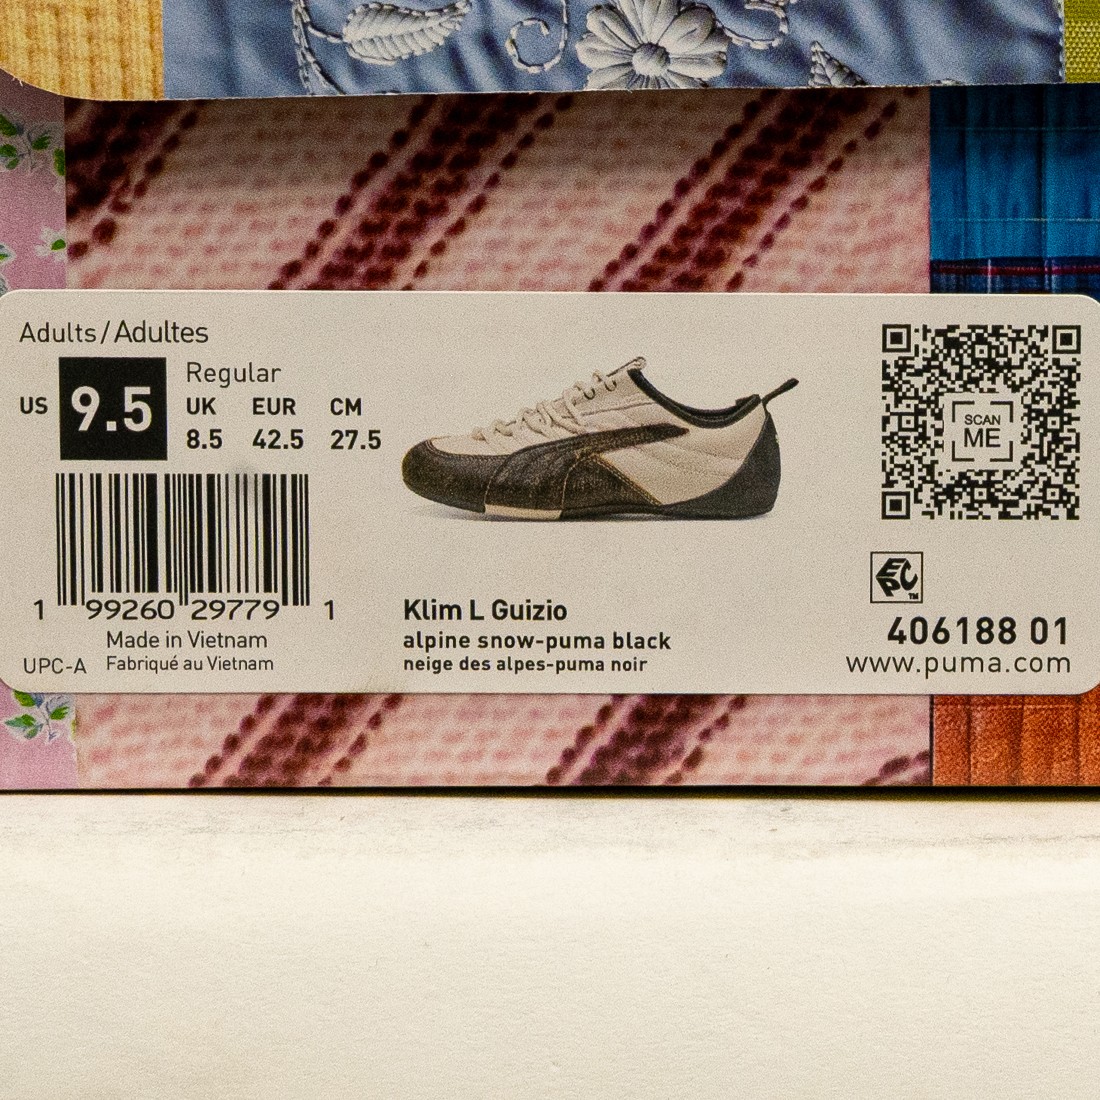 Adults/Adultes
US 9.5
Regular
UK EUR CM
8.5 42.5 27.5
1 99260 29779 1
UPC-A
Made in Vietnam
Fabriqué au Vietnam
Klim L Guizio
alpine snow-puma black
neige des alpes-puma noir
SCAN
ME
EPC TM
406188 01
www.puma.com